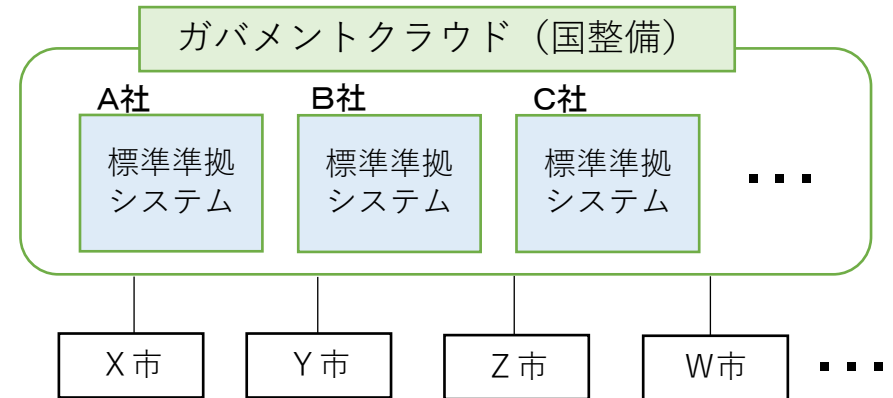 ガバメントクラウド（国整備）
A社
B社
C社
標準準拠
システム
標準準拠
システム
標準準拠
システム
・・・
X市
Y市
Z市
W市
・・・